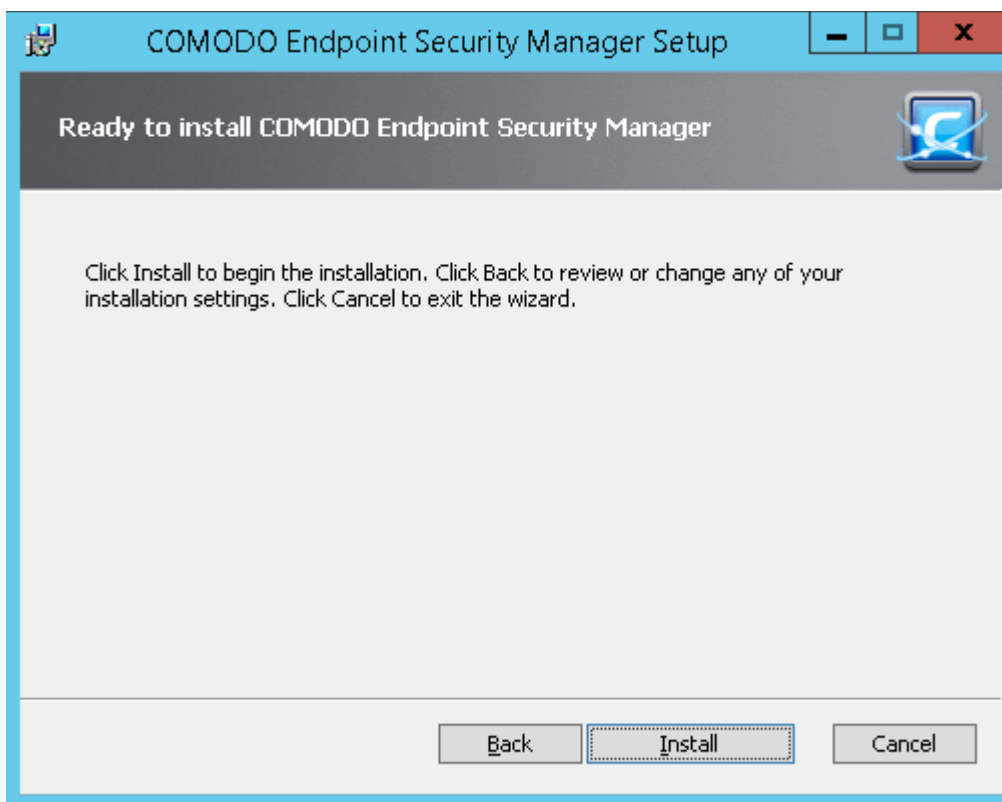 COMODO Endpoint Security Manager Setup
Ready to install COMODO Endpoint Security Manager
Click Install to begin the installation. Click Back to review or change any of your
installation settings. Click Cancel to exit the wizard.
Back Install Cancel